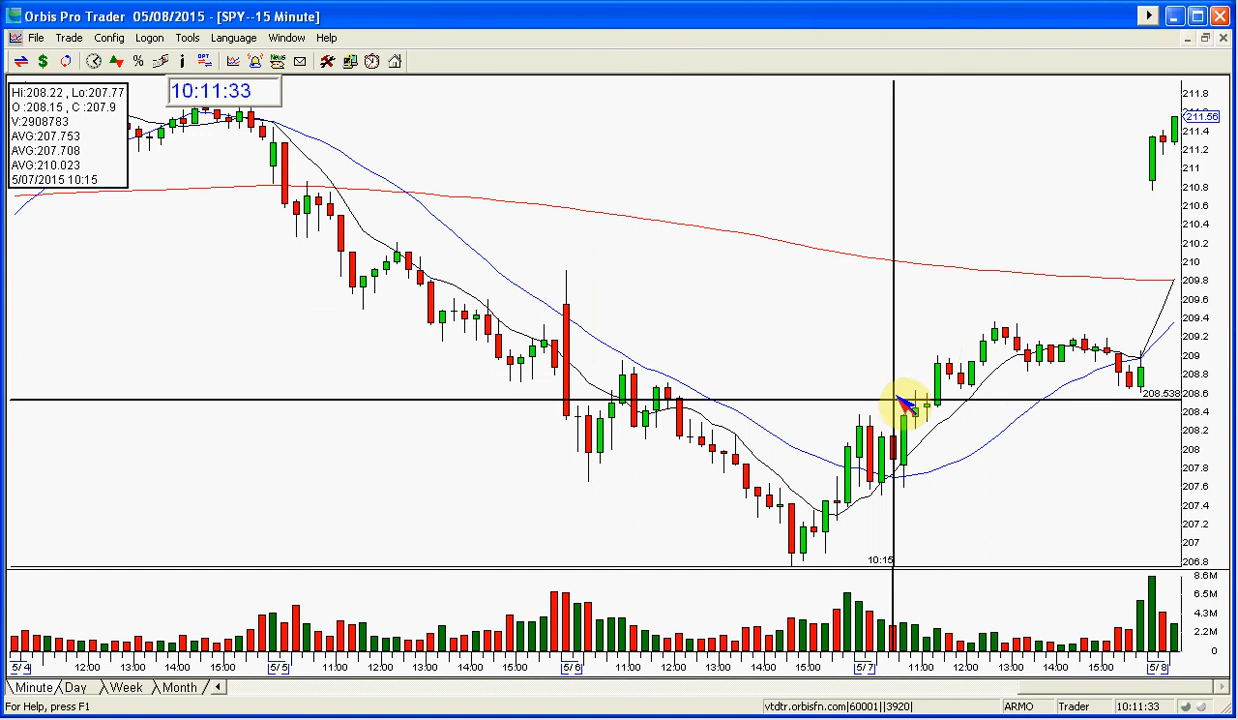 Orbis Pro Trader 05/08/2015 - [SPY--15 Minute]
File Trade Config Logon Tools Language Window Help
Hi:208.22 , Lo:207.77
O :208.15 , C :207.9
V:2908783
AVG:207.753
AVG:207.708
AVG:210.023
5/07/2015 10:15
10:11:33
211.8
211.56
211.4
211.2
211
210.8
210.6
210.4
210.2
210
209.8
209.6
209.4
209.2
209
208.8
208.538
208.6
208.4
208.2
208
207.8
207.6
207.4
207.2
207
206.8
10:15
8.6M
6.5M
4.3M
2.2M
0
5/4 12:00 13:00 14:00 15:00 5/5 11:00 12:00 13:00 14:00 15:00 5/6 11:00 12:00 13:00 14:00 15:00 5/7 11:00 12:00 13:00 14:00 15:00 5/8
Minute Day Week Month
For Help, press F1
vtdtr.orbisfn.com|60001||3920|
ARMO
Trader
10:11:33